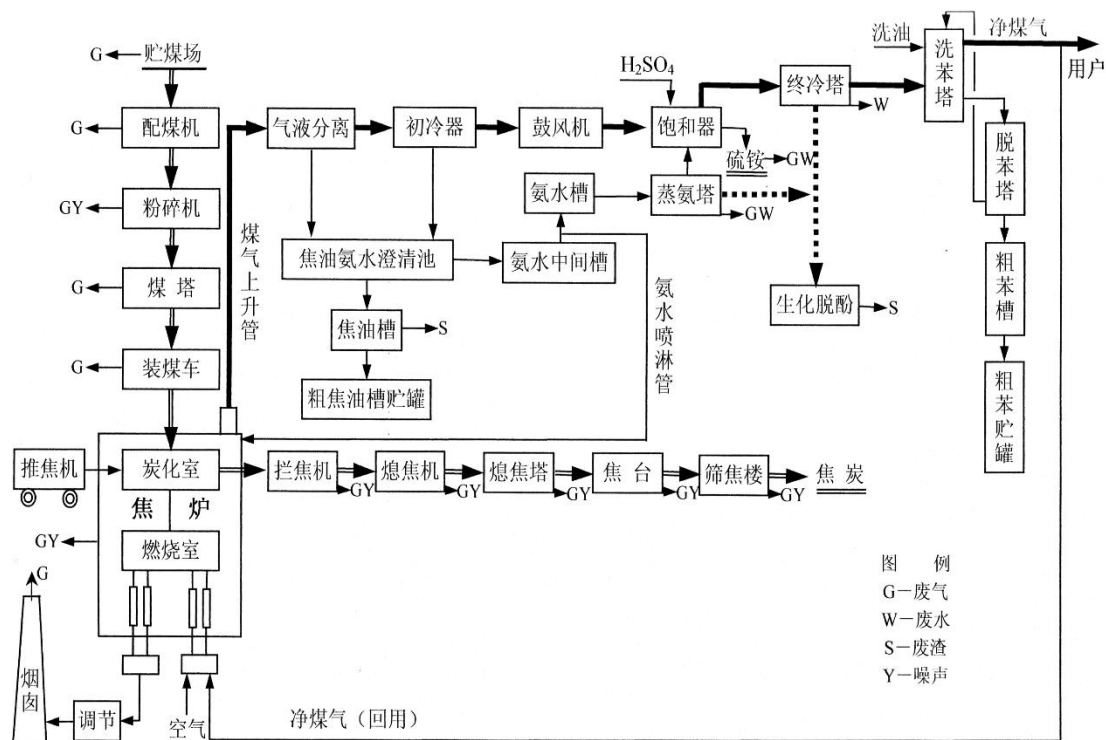 G
贮煤场
G
配煤机
GY
粉碎机
G
煤塔
G
装煤车
煤气上升管
气液分离
初冷器
鼓风机
H₂SO₄
饱和器
硫铵
GW
终冷塔
W
洗油
洗苯塔
净煤气
用户
脱苯塔
粗苯槽
粗苯贮罐
氨水槽
蒸氨塔
GW
焦油氨水澄清池
氨水中间槽
氨水喷淋管
生化脱酚
S
焦油槽
S
粗焦油槽贮罐
推焦机
炭化室
拦焦机
GY
熄焦机
GY
熄焦塔
GY
焦台
GY
筛焦楼
GY
焦炭
焦炉
GY
燃烧室
G
烟囱
调节
空气
净煤气（回用）
图例
G－废气
W－废水
S－废渣
Y－噪声